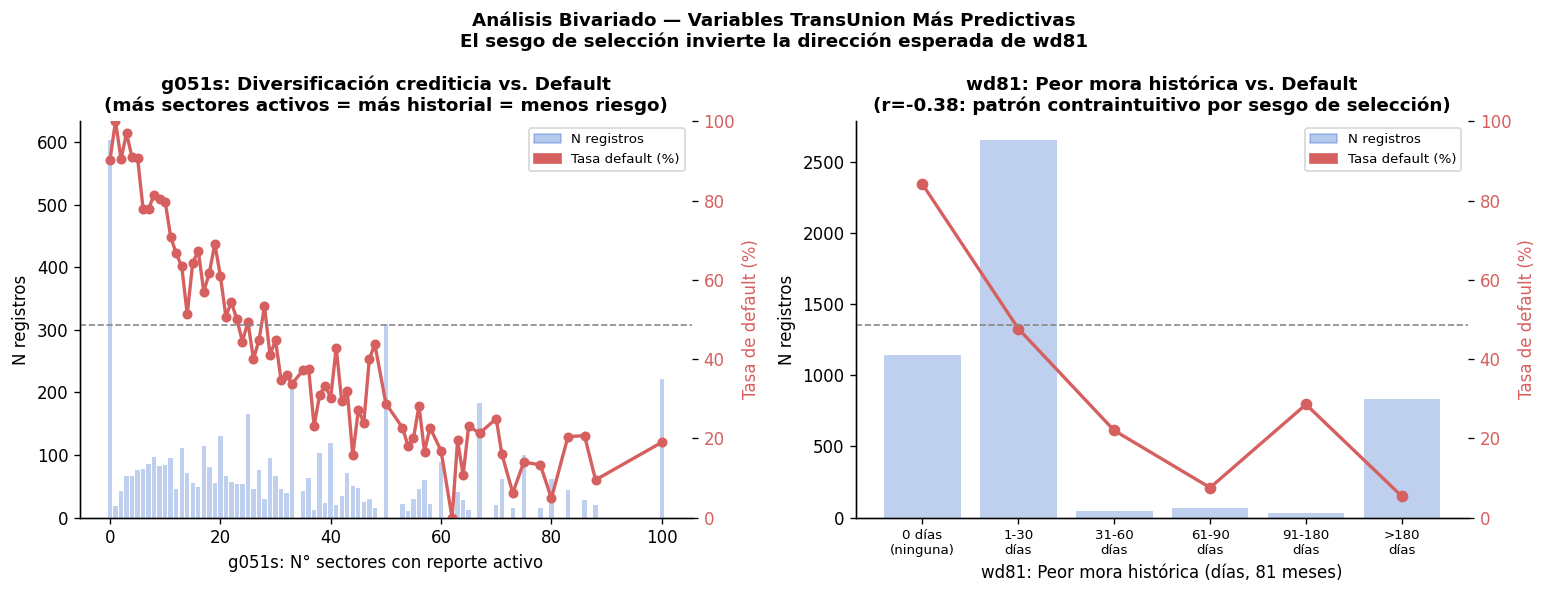 Análisis Bivariado — Variables TransUnion Más Predictivas
El sesgo de selección invierte la dirección esperada de wd81
g051s: Diversificación crediticia vs. Default
(más sectores activos = más historial = menos riesgo)
N registros
Tasa default (%)
600
500
400
300
200
100
0
N registros
100
80
60
40
20
0
Tasa de default (%)
0
20
40
60
80
100
g051s: N° sectores con reporte activo
wd81: Peor mora histórica vs. Default
(r=-0.38: patrón contraintuitivo por sesgo de selección)
N registros
Tasa default (%)
2500
2000
1500
1000
500
0
N registros
100
80
60
40
20
0
Tasa de default (%)
0 días
(ninguna)
1-30
días
31-60
días
61-90
días
91-180
días
>180
días
wd81: Peor mora histórica (días, 81 meses)